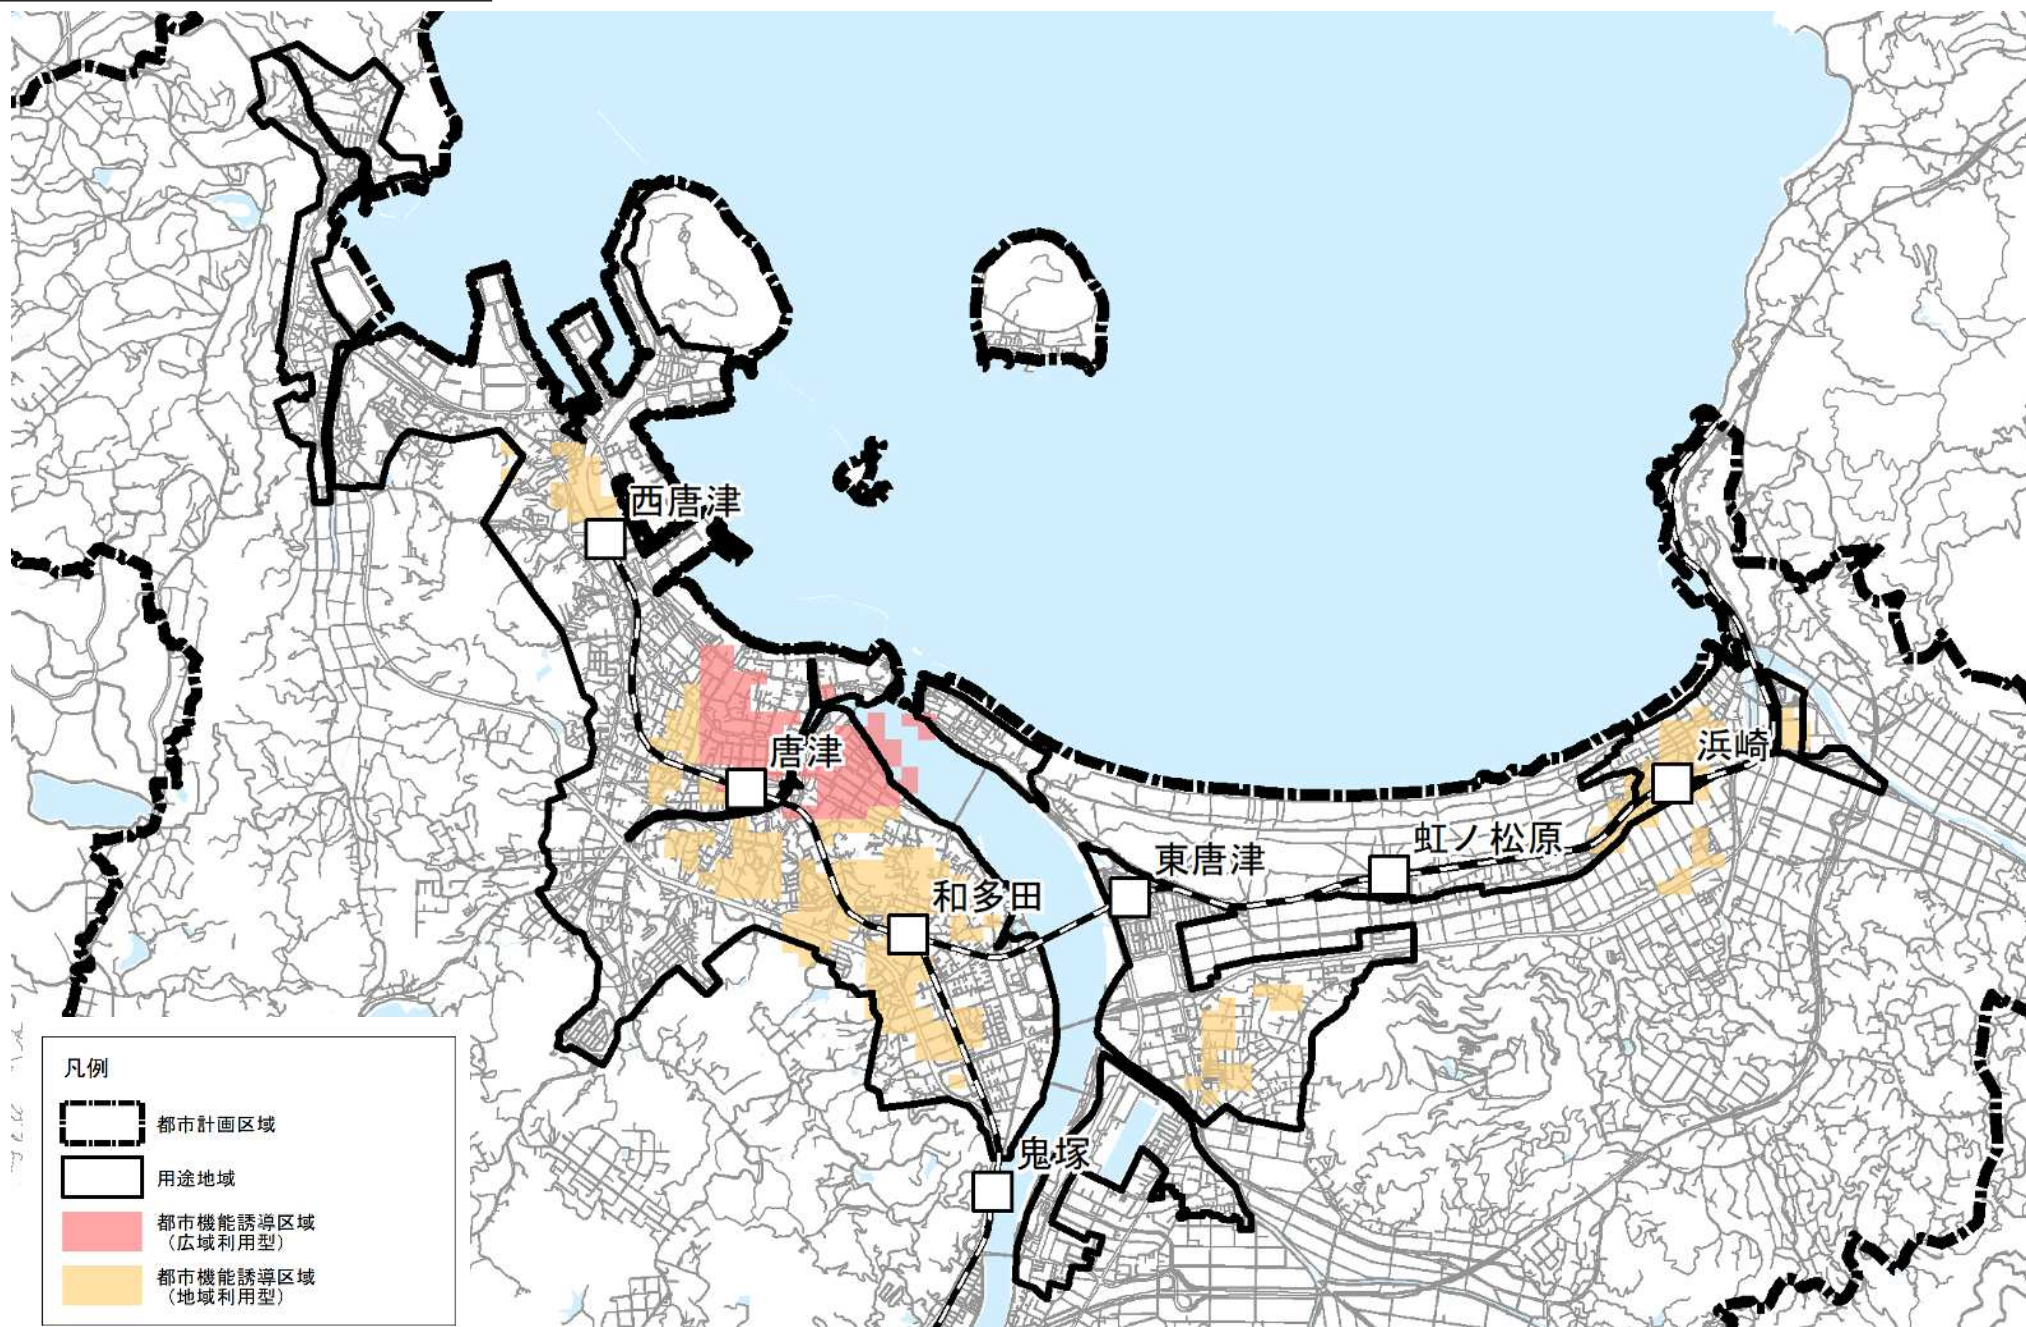 西唐津
唐津
浜崎
虹ノ松原
東唐津
和多田
鬼塚
凡例
都市計画区域
用途地域
都市機能誘導区域
（広域利用型）
都市機能誘導区域
（地域利用型）